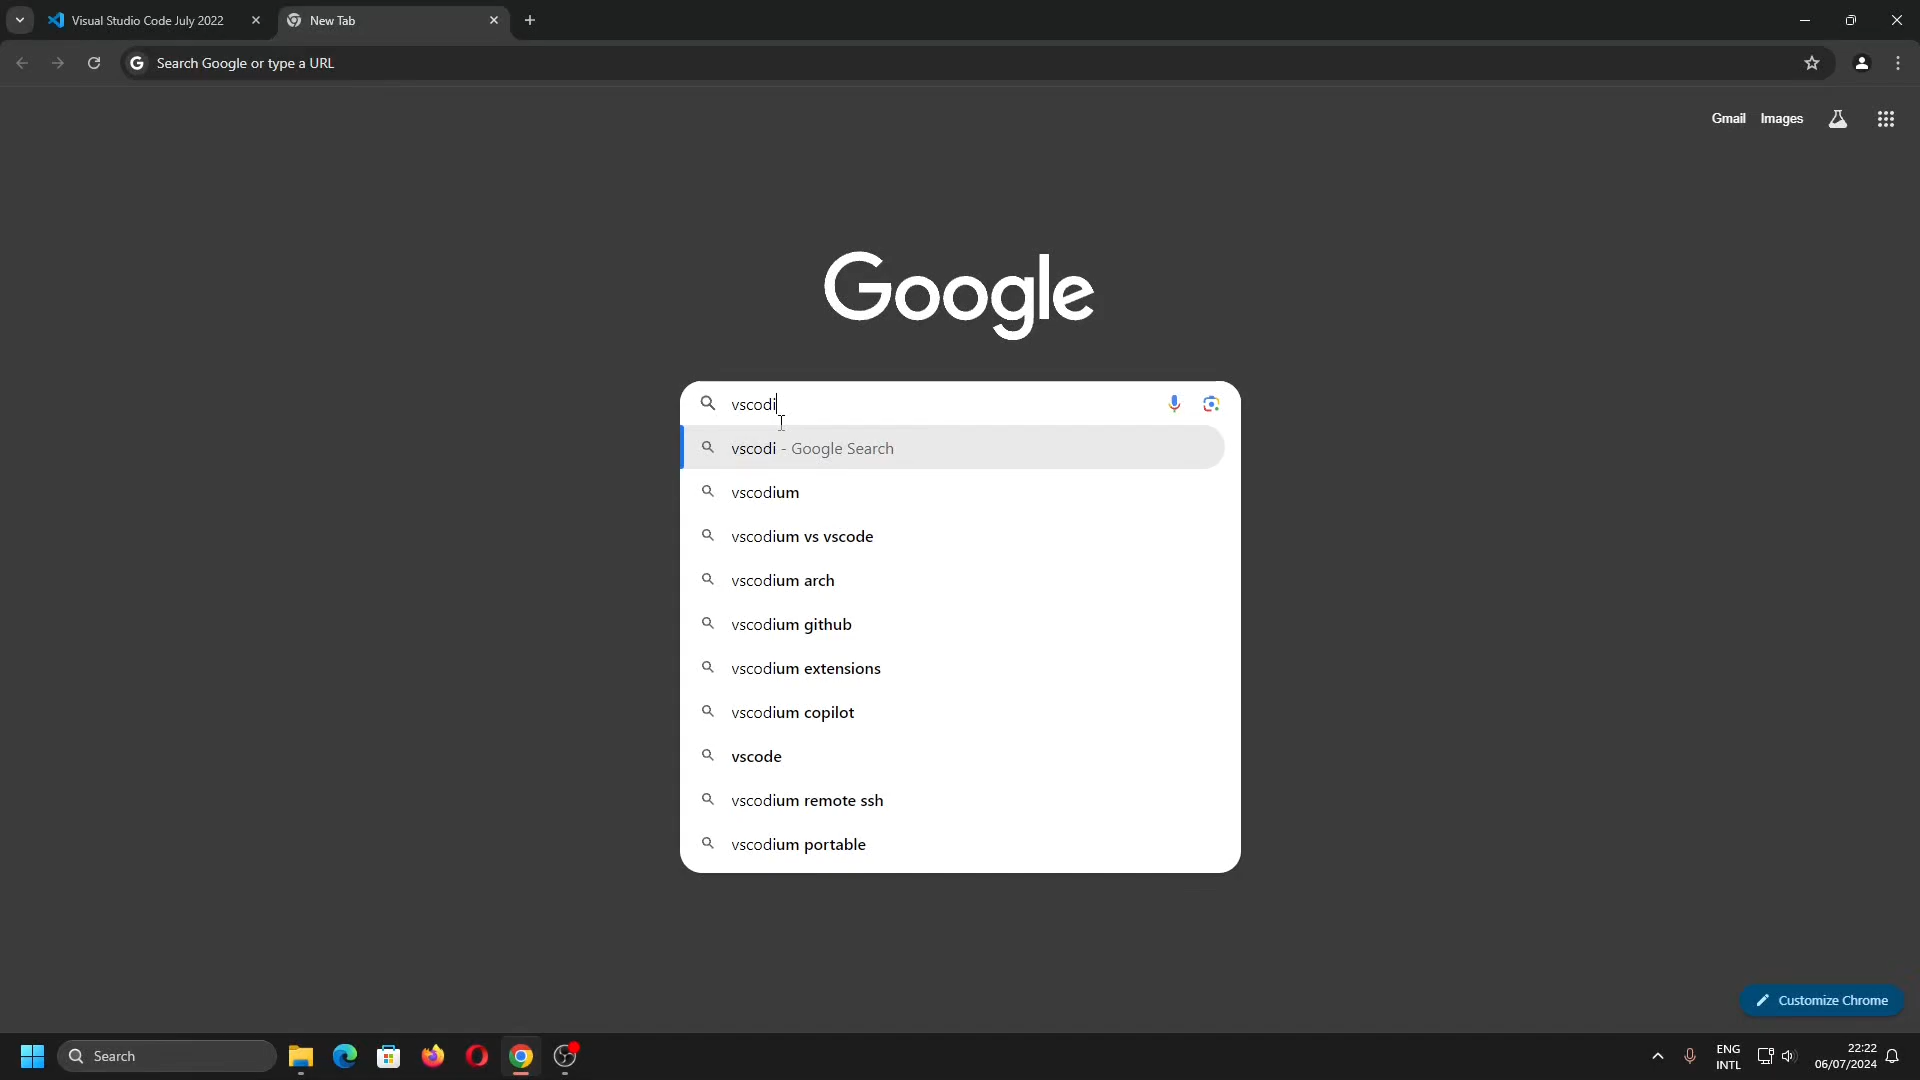 Visual Studio Code July 2022
New Tab
Search Google or type a URL
Gmail
Images
Google
vscodi
vscodi - Google Search
vscodium
vscodium vs vscode
vscodium arch
vscodium github
vscodium extensions
vscodium copilot
vscode
vscodium remote ssh
vscodium portable
Customize Chrome
Search
ENG
INTL
22:22
06/07/2024